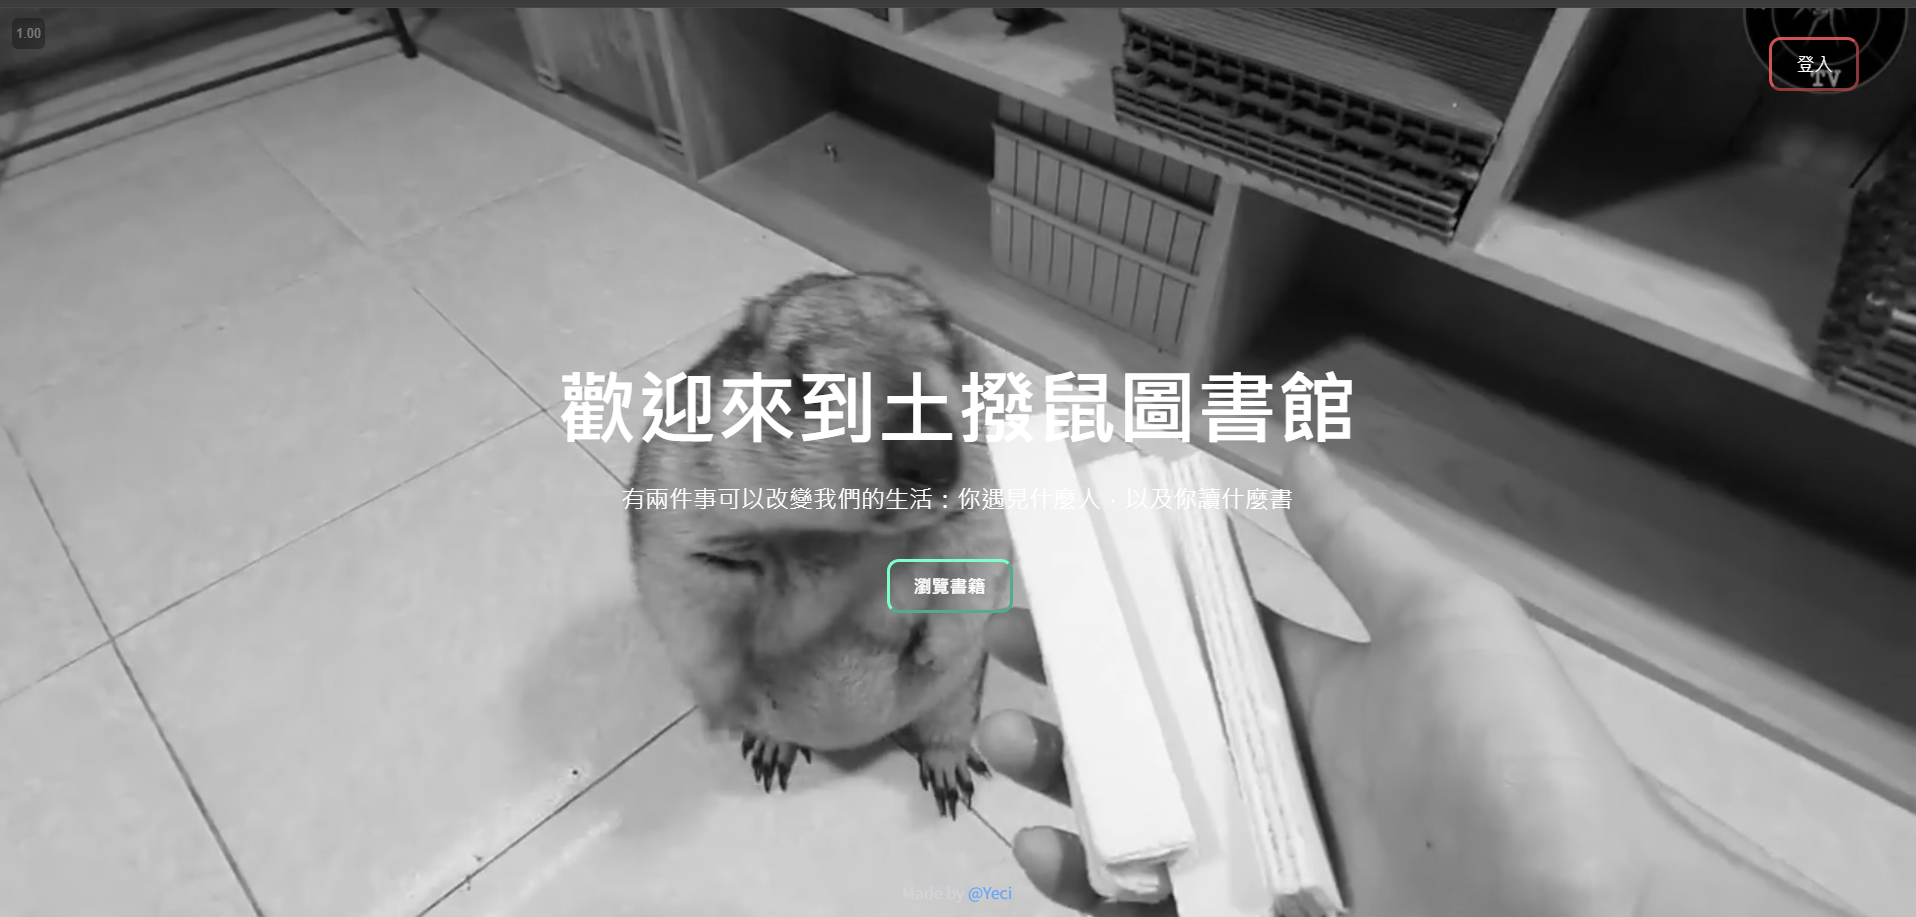 1.00
登入
TV
歡迎來到土撥鼠圖書館
有兩件事可以改變我們的生活：你遇見什麼人，以及你讀什麼書
瀏覽書籍
Made by @Yeci